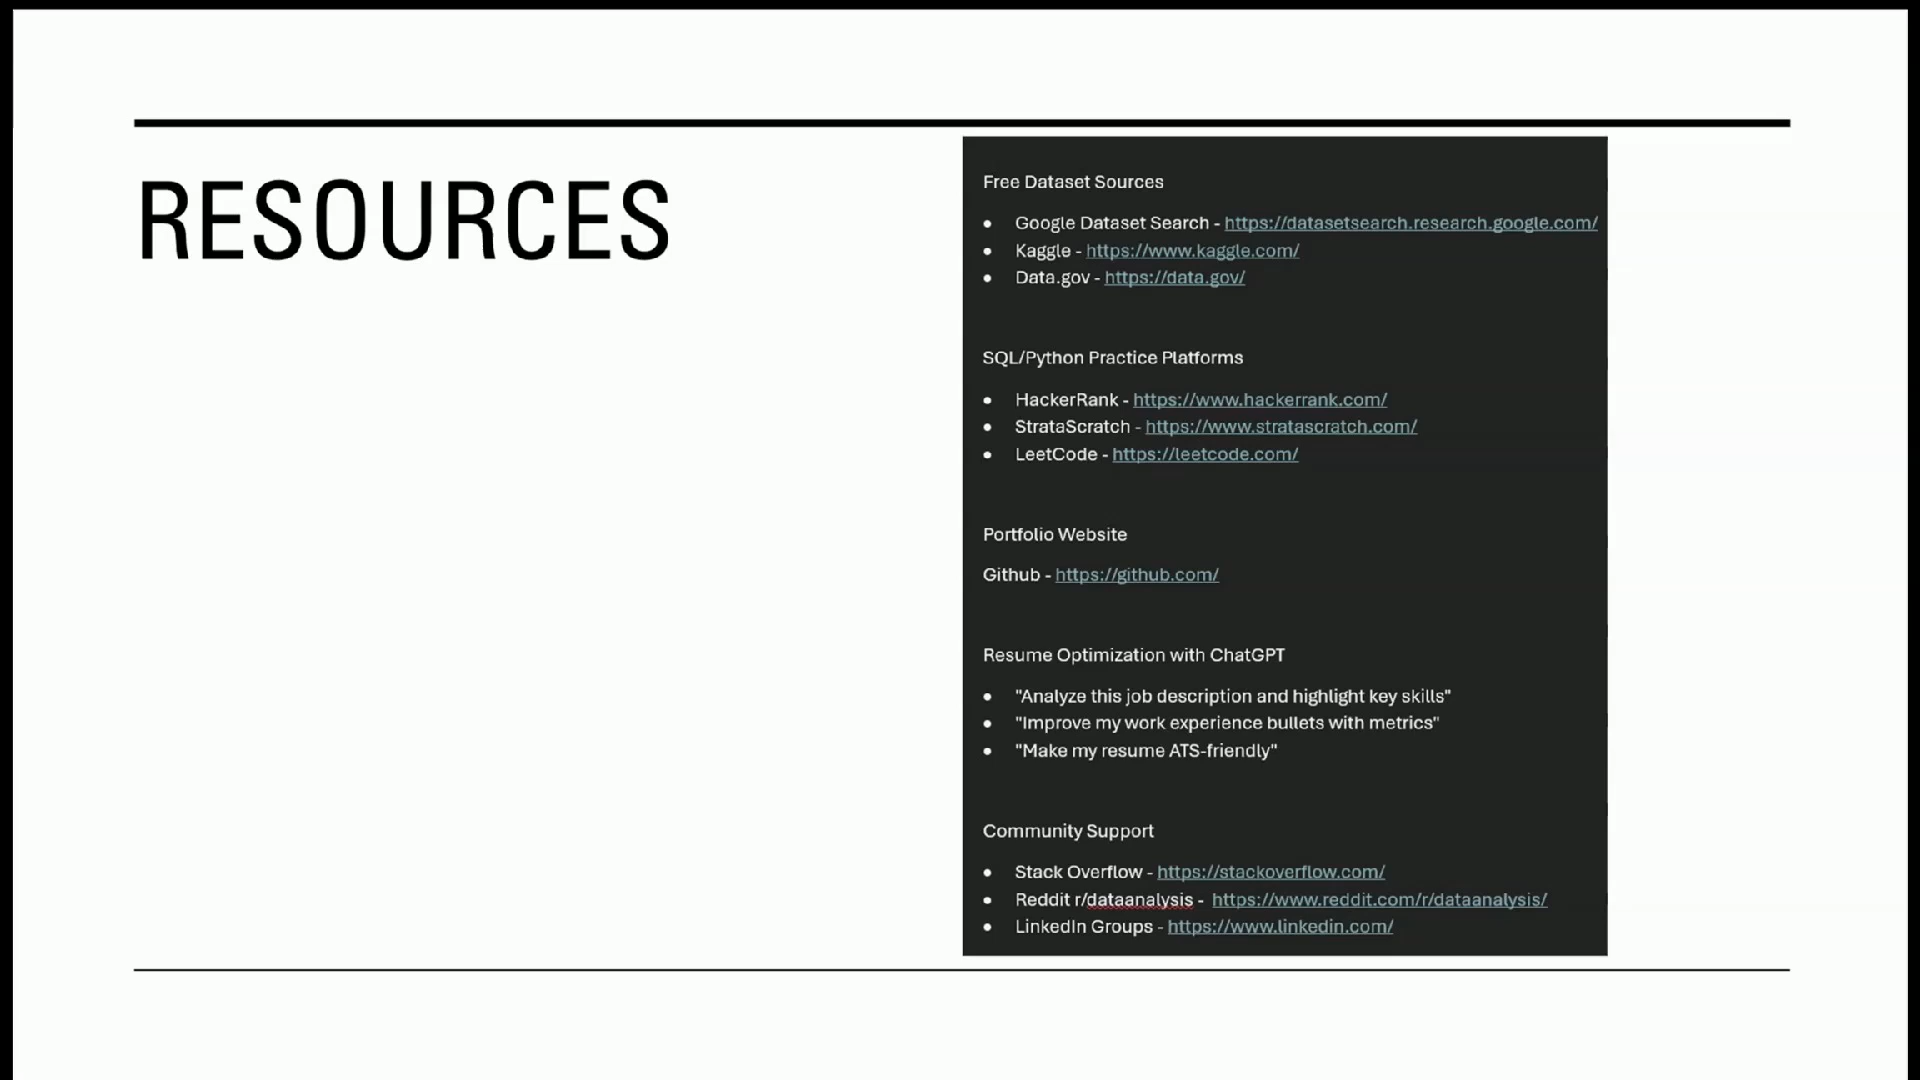 RESOURCES
Free Dataset Sources
• Google Dataset Search - https://datasetsearch.research.google.com/
• Kaggle - https://www.kaggle.com/
• Data.gov - https://data.gov/
SQL/Python Practice Platforms
• HackerRank - https://www.hackerrank.com/
• StrataScratch - https://www.stratascratch.com/
• LeetCode - https://leetcode.com/
Portfolio Website
Github - https://github.com/
Resume Optimization with ChatGPT
• "Analyze this job description and highlight key skills"
• "Improve my work experience bullets with metrics"
• "Make my resume ATS-friendly"
Community Support
• Stack Overflow - https://stackoverflow.com/
• Reddit r/dataanalysis - https://www.reddit.com/r/dataanalysis/
• LinkedIn Groups - https://www.linkedin.com/